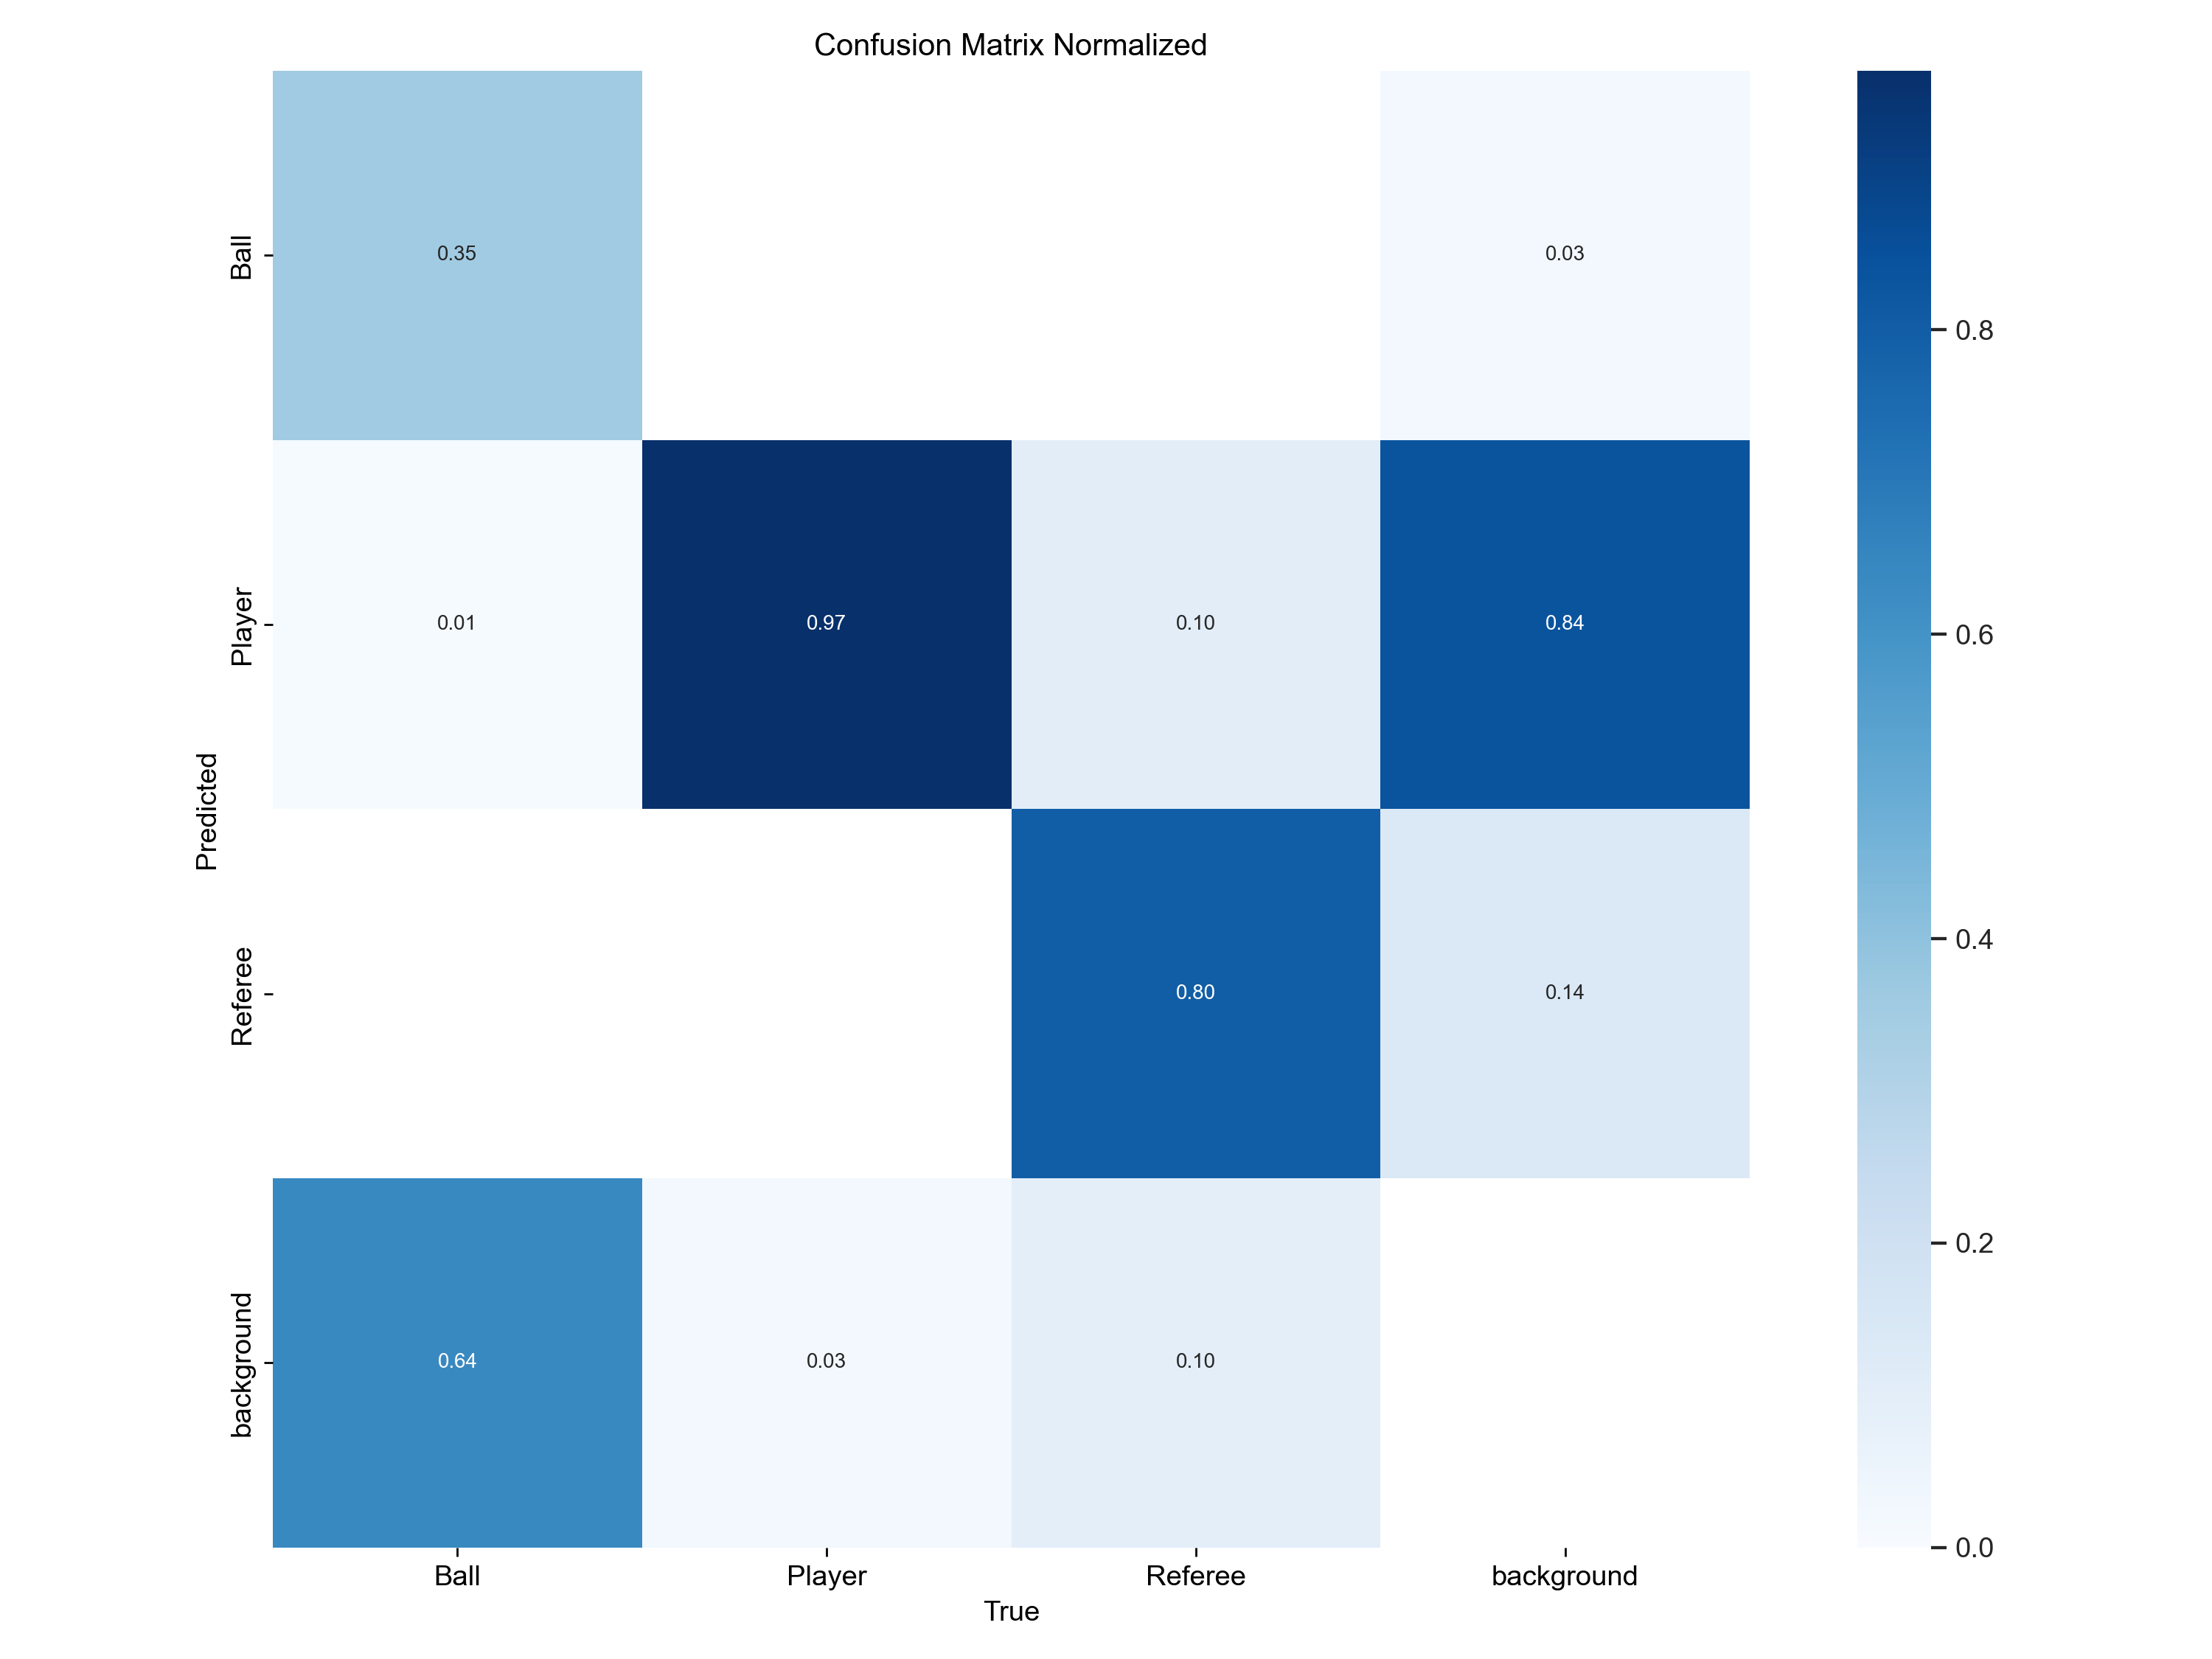 Confusion Matrix Normalized
Ball
0.35
0.03
0.8
Player
0.01
0.97
0.10
0.84
0.6
Predicted
Referee
0.80
0.14
0.4
background
0.64
0.03
0.10
0.2
0.0
Ball
Player
Referee
background
True